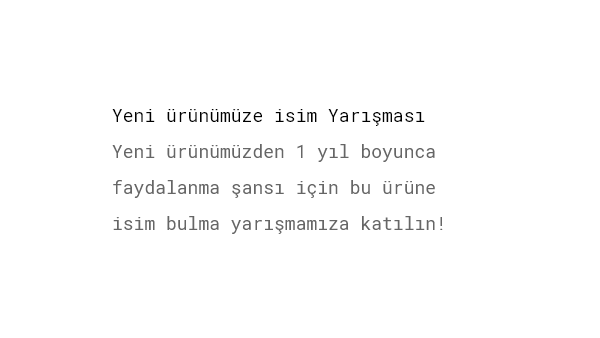 Yeni ürünümüze isim Yarışması
Yeni ürünümüzden 1 yıl boyunca
faydalanma şansı için bu ürüne
isim bulma yarışmamıza katılın!